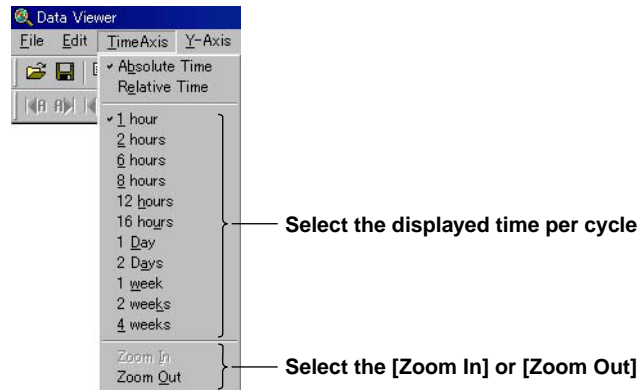 Data Viewer
File Edit TimeAxis Y-Axis
Absolute Time
Relative Time
1 hour
2 hours
6 hours
8 hours
12 hours
16 hours
1 Day
2 Days
1 week
2 weeks
4 weeks
Select the displayed time per cycle
Zoom In
Zoom Out
Select the [Zoom In] or [Zoom Out]